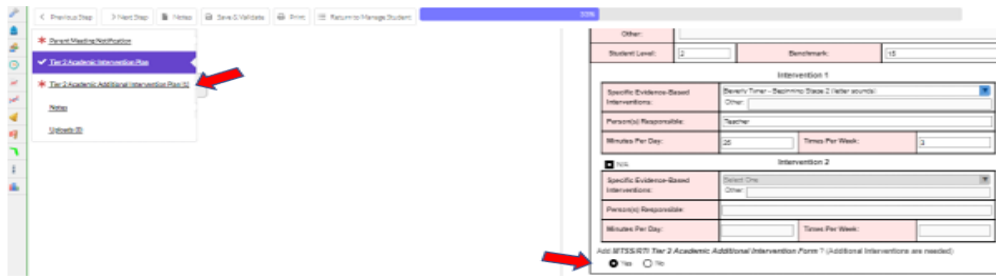 Previous Step Next Step Notes Save & Validate Print Return to Manage Student 50%
Parent Meeting Notification
Tier 2 Academic Intervention Plan
Tier 2 Academic Additional Intervention Plan (1)
Notes
Uploads (0)
Other:
Student Level: 2 Benchmark: 15
Intervention 1
Specific Evidence-Based Interventions: Beverly Tyner - Beginning Stage 2 (letter sounds)
Other:
Person(s) Responsible: Teacher
Minutes Per Day: 25 Times Per Week: 3
N/A Intervention 2
Specific Evidence-Based Interventions: Select One
Other:
Person(s) Responsible:
Minutes Per Day: Times Per Week:
Add MTSS/RTI Tier 2 Academic Additional Intervention Form ? (Additional Interventions are needed)
Yes No